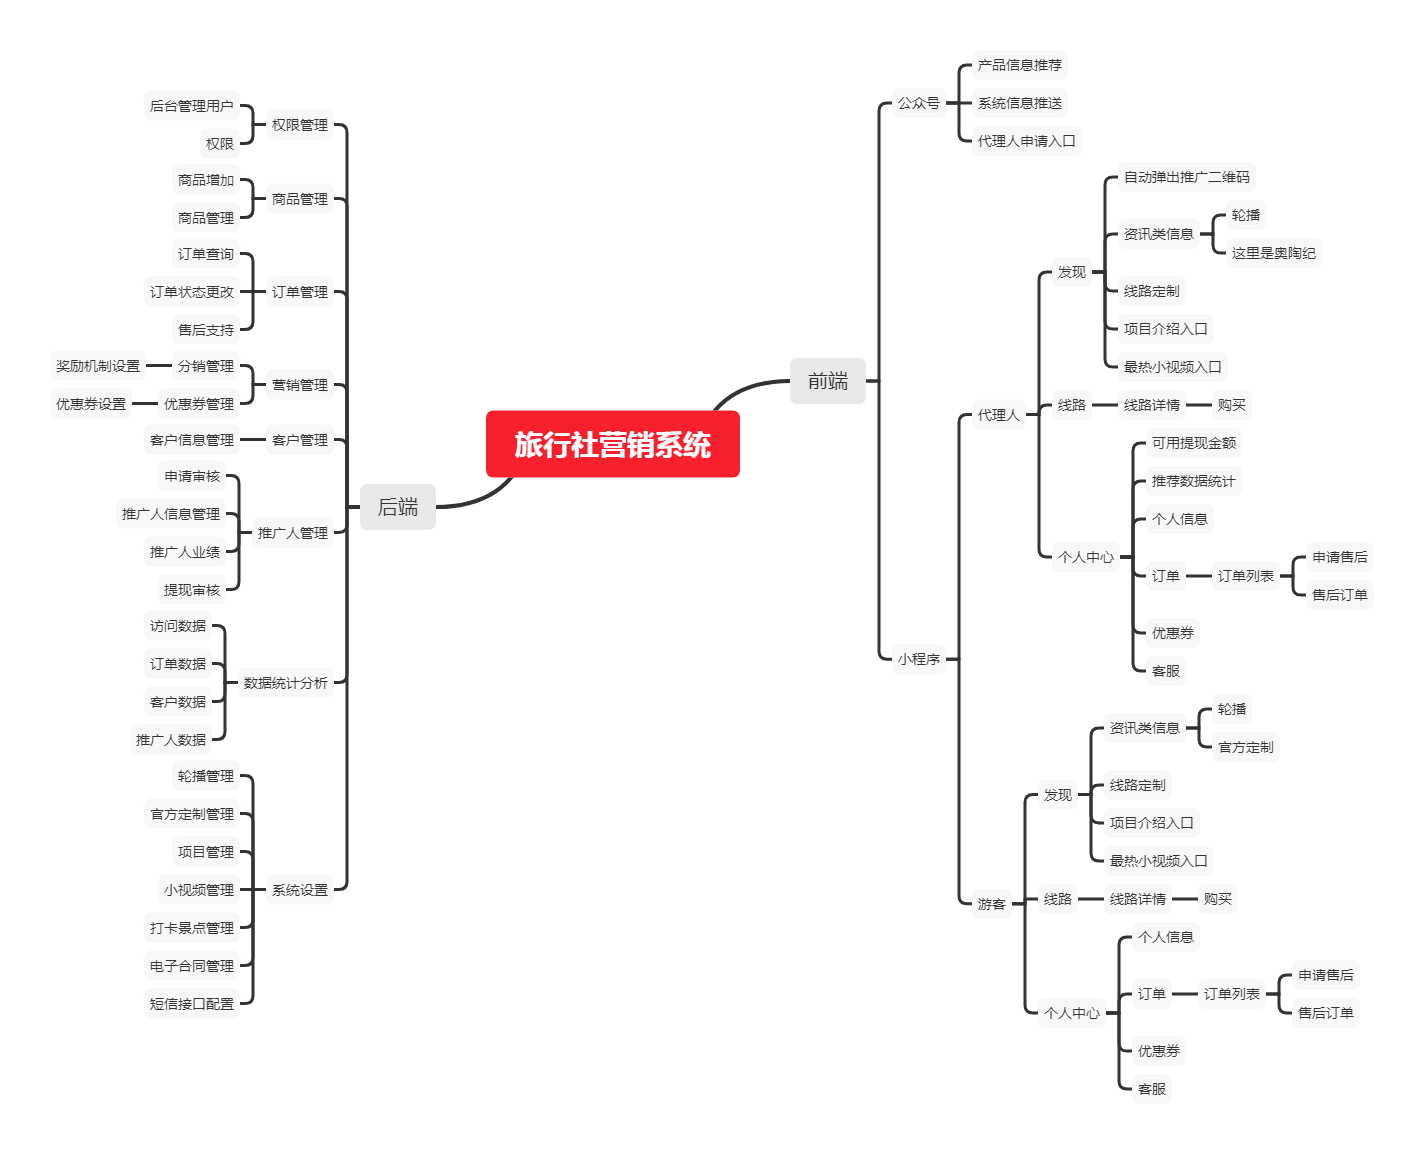 旅行社营销系统
前端
公众号
产品信息推荐
系统信息推送
代理人申请入口
小程序
代理人
发现
自动弹出推广二维码
资讯类信息
轮播
这里是奥陶纪
线路定制
项目介绍入口
最热小视频入口
线路
线路详情
购买
个人中心
可用提现金额
推荐数据统计
个人信息
订单
订单列表
申请售后
售后订单
优惠券
客服
游客
发现
资讯类信息
轮播
官方定制
线路定制
项目介绍入口
最热小视频入口
线路
线路详情
购买
个人中心
个人信息
订单
订单列表
申请售后
售后订单
优惠券
客服
后端
权限管理
后台管理用户
权限
商品管理
商品增加
商品管理
订单管理
订单查询
订单状态更改
售后支持
营销管理
分销管理
奖励机制设置
优惠券管理
优惠券设置
客户管理
客户信息管理
推广人管理
申请审核
推广人信息管理
推广人业绩
提现审核
数据统计分析
访问数据
订单数据
客户数据
推广人数据
系统设置
轮播管理
官方定制管理
项目管理
小视频管理
打卡景点管理
电子合同管理
短信接口配置